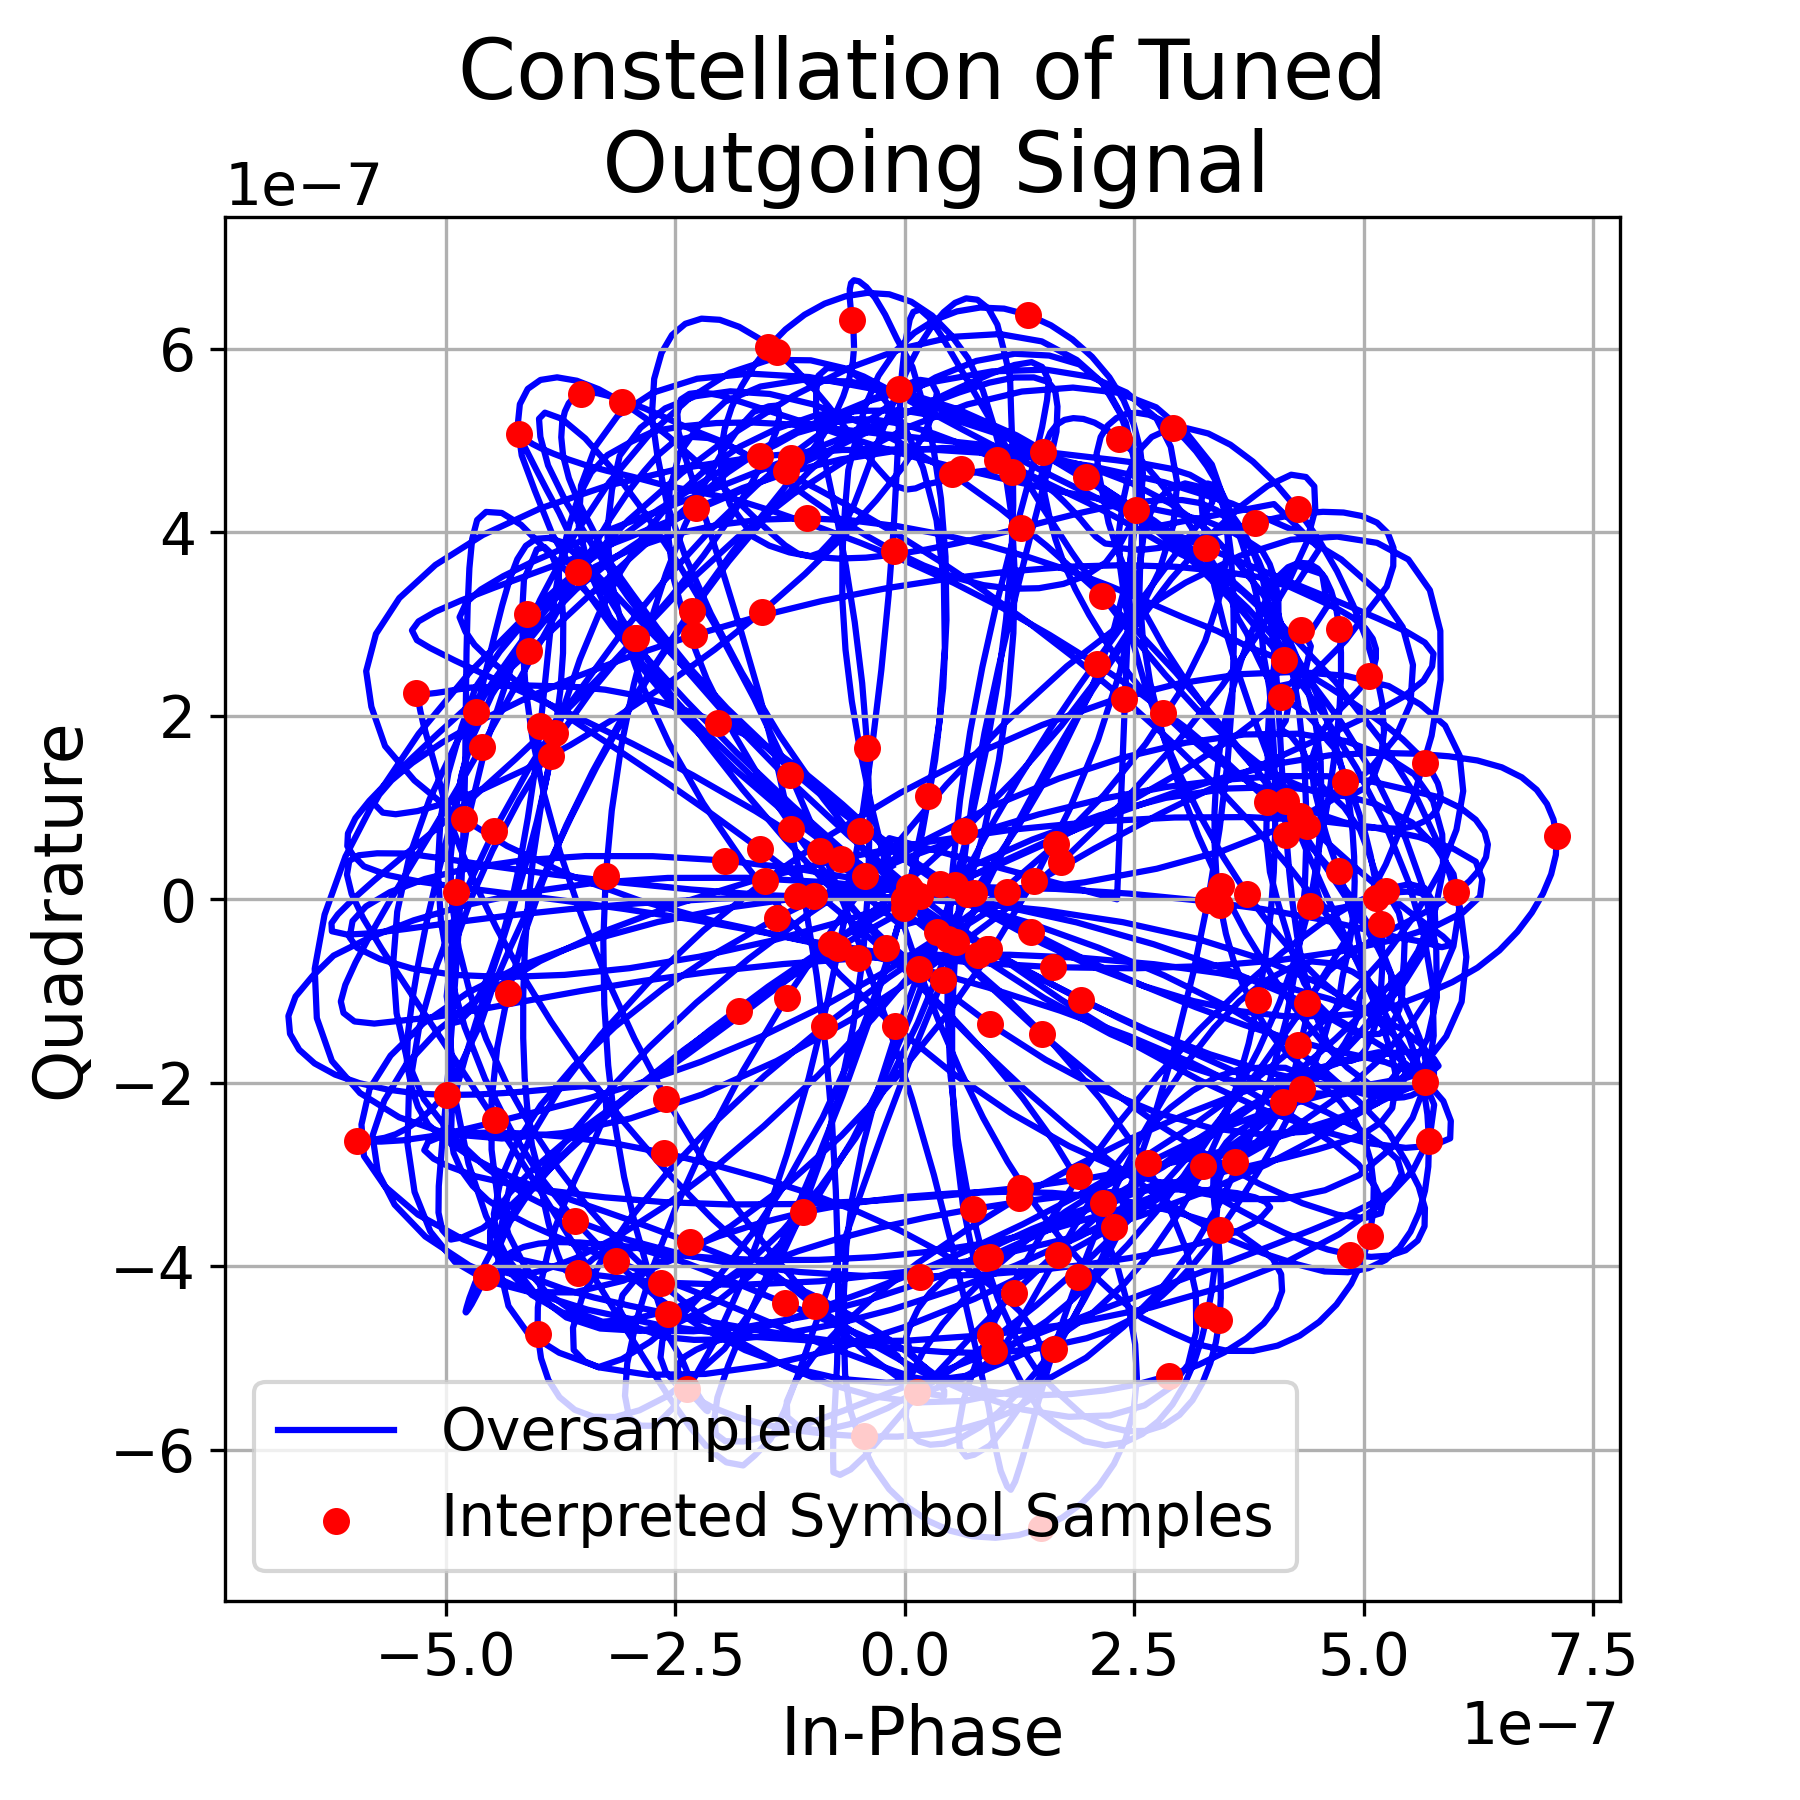 Constellation of Tuned
Outgoing Signal
1e−7
6
4
2
0
−2
−4
−6
Quadrature
Oversampled
Interpreted Symbol Samples
−5.0 −2.5 0.0 2.5 5.0 7.5
In-Phase
1e−7